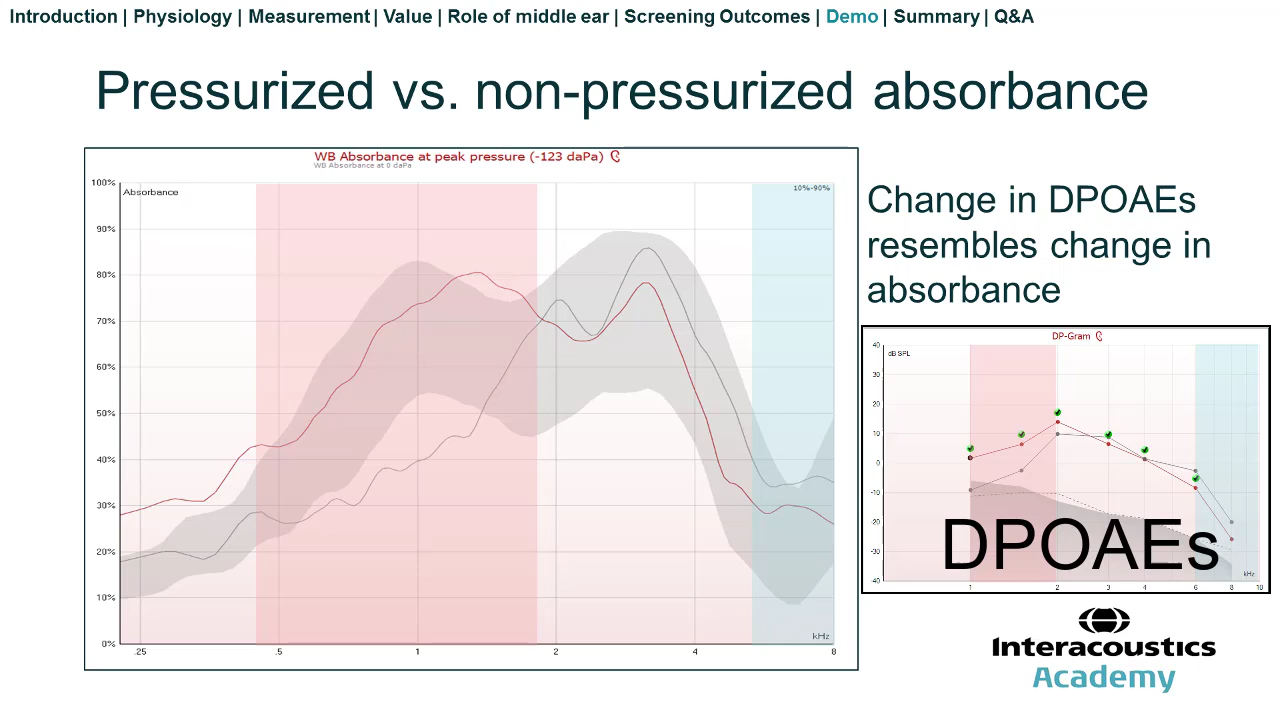 Introduction | Physiology | Measurement | Value | Role of middle ear | Screening Outcomes | Demo | Summary | Q&A
Pressurized vs. non-pressurized absorbance
WB Absorbance at peak pressure (-123 daPa)
WB Absorbance at 0 daPa
100%
Absorbance
10%-90%
90%
80%
70%
60%
50%
40%
30%
20%
10%
0%
kHz
.25
.5
1
2
4
8
Change in DPOAEs
resembles change in
absorbance
DP-Gram
40
dB SPL
30
20
10
0
-10
-20
-30
-40
DPOAEs
kHz
1
2
3
4
6
8
10
Interacoustics
Academy